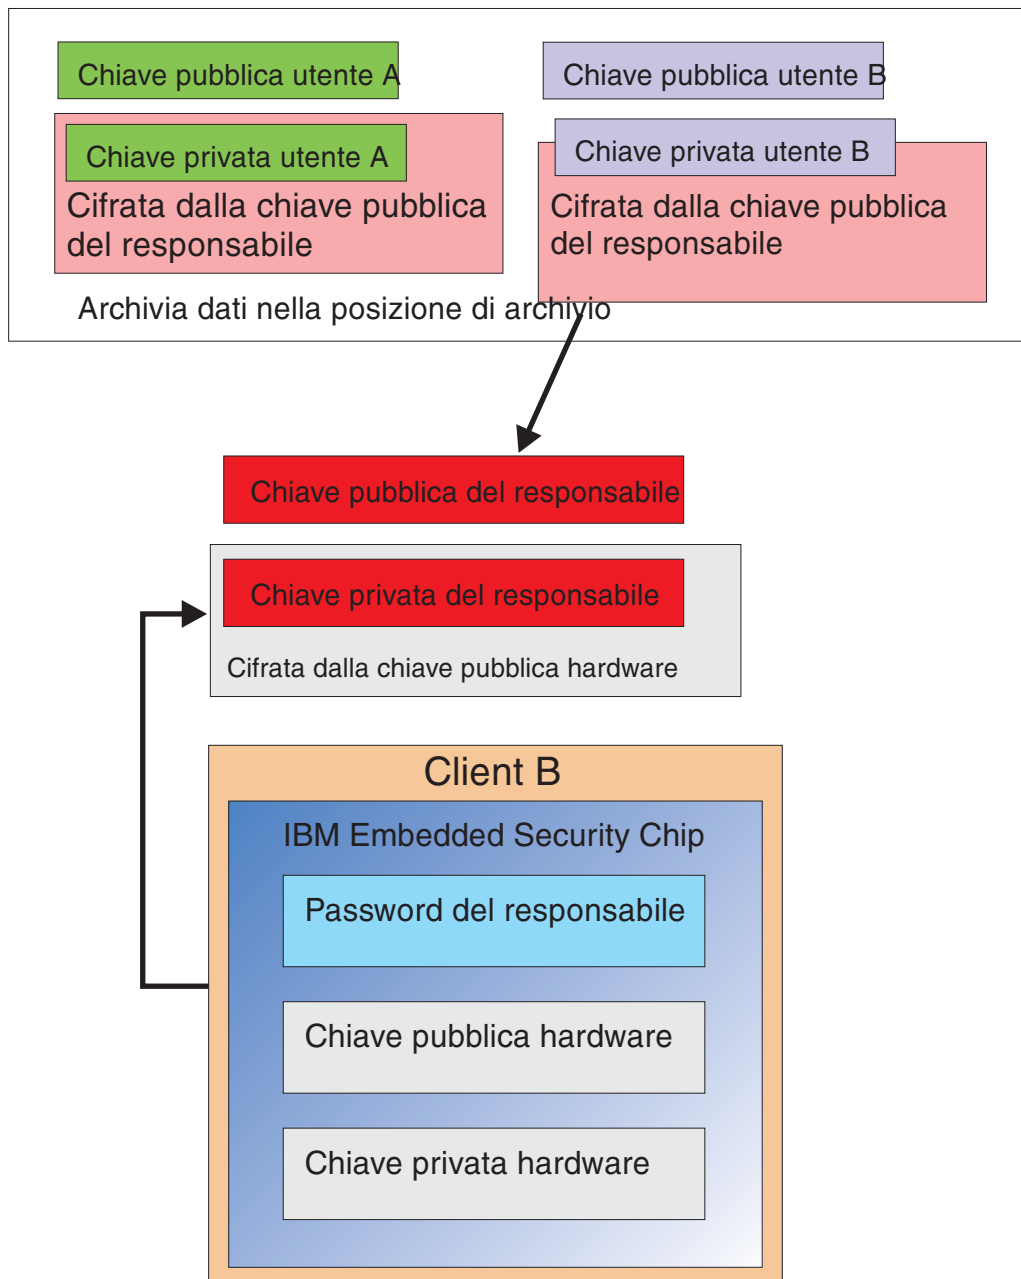 Chiave pubblica utente A
Chiave pubblica utente B
Chiave privata utente A
Chiave privata utente B
Cifrata dalla chiave pubblica
del responsabile
Cifrata dalla chiave pubblica
del responsabile
Archivia dati nella posizione di archivio
Chiave pubblica del responsabile
Chiave privata del responsabile
Cifrata dalla chiave pubblica hardware
Client B
IBM Embedded Security Chip
Password del responsabile
Chiave pubblica hardware
Chiave privata hardware